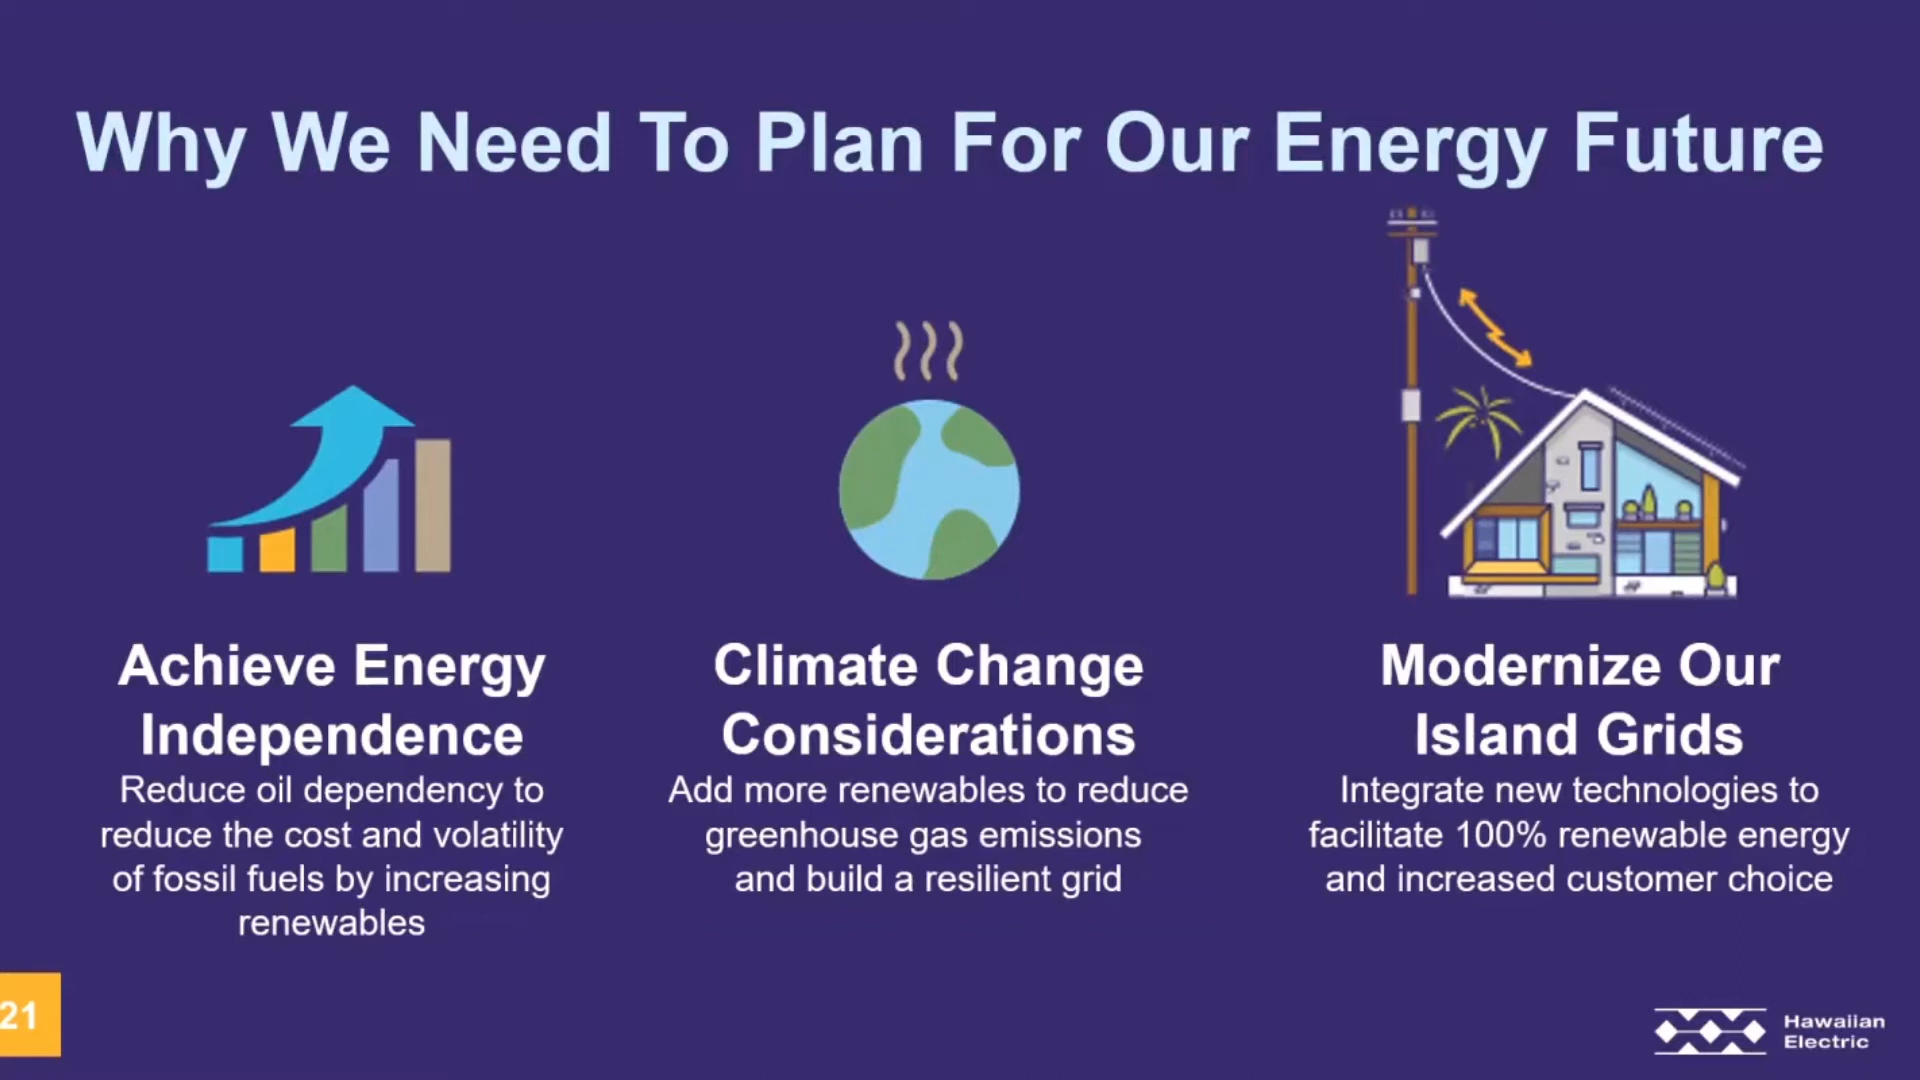 Why We Need To Plan For Our Energy Future
Achieve Energy
Independence
Reduce oil dependency to
reduce the cost and volatility
of fossil fuels by increasing
renewables
Climate Change
Considerations
Add more renewables to reduce
greenhouse gas emissions
and build a resilient grid
Modernize Our
Island Grids
Integrate new technologies to
facilitate 100% renewable energy
and increased customer choice
21
Hawaiian
Electric